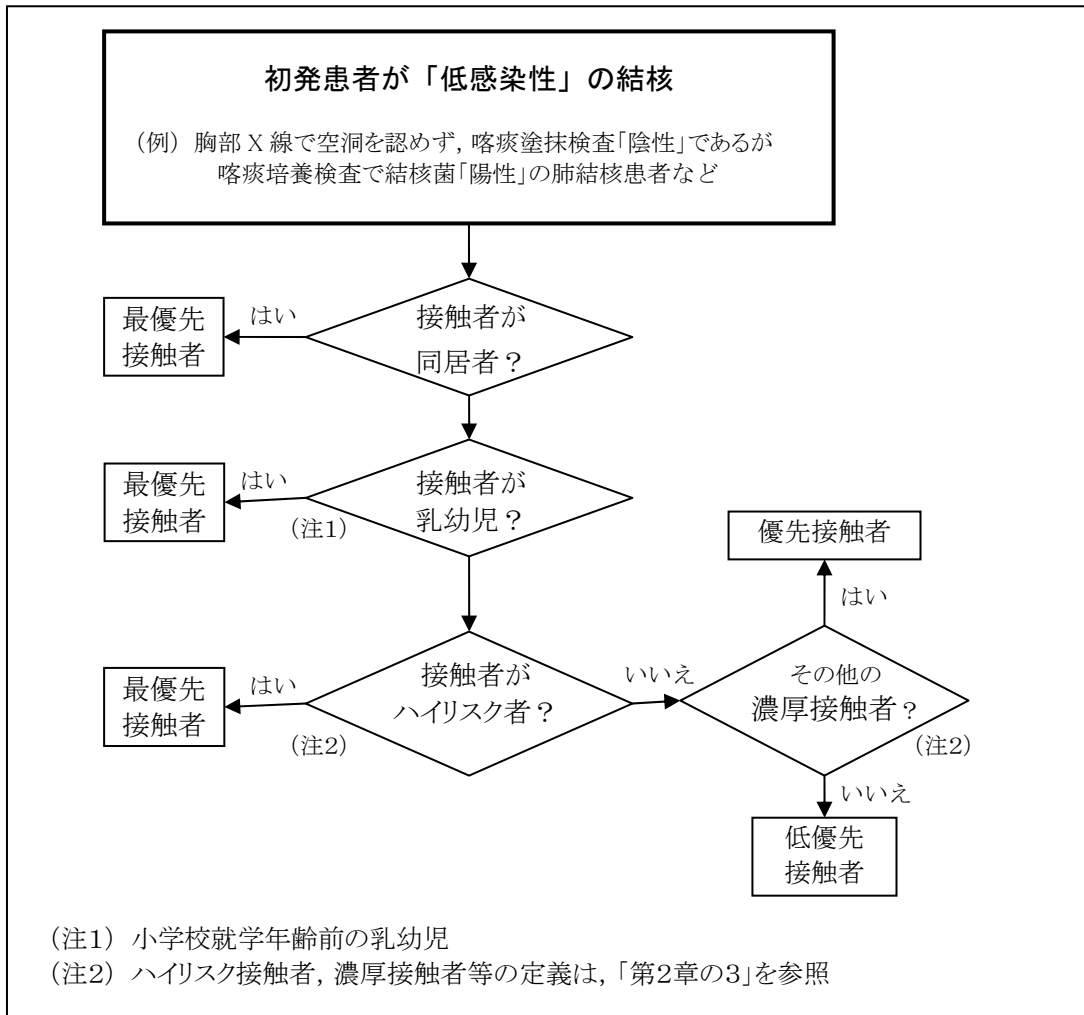 初発患者が「低感染性」の結核
（例） 胸部 X 線で空洞を認めず，喀痰塗抹検査「陰性」であるが
喀痰培養検査で結核菌「陽性」の肺結核患者など
接触者が
同居者？
はい
最優先
接触者
接触者が
乳幼児？
はい
（注1）
最優先
接触者
接触者が
ハイリスク者？
はい
（注2）
最優先
接触者
いいえ
その他の
濃厚接触者？
（注2）
はい
優先接触者
いいえ
低優先
接触者
（注1） 小学校就学年齢前の乳幼児
（注2） ハイリスク接触者，濃厚接触者等の定義は，「第2章の3」を参照